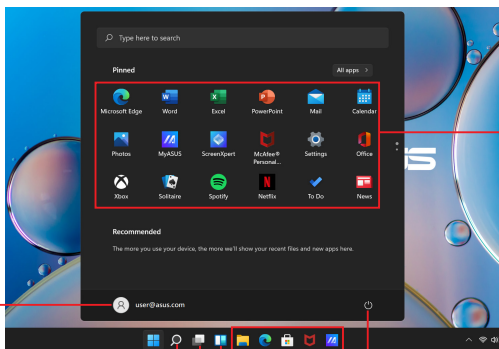 Type here to search
Pinned
All apps >
Microsoft Edge Word Excel PowerPoint Mail Calendar
Photos MyASUS ScreenXpert McAfee® Personal... Settings Office
Xbox Solitaire Spotify Netflix To Do News
Recommended
The more you use your device, the more we'll show your recent files and new apps here.
user@asus.com